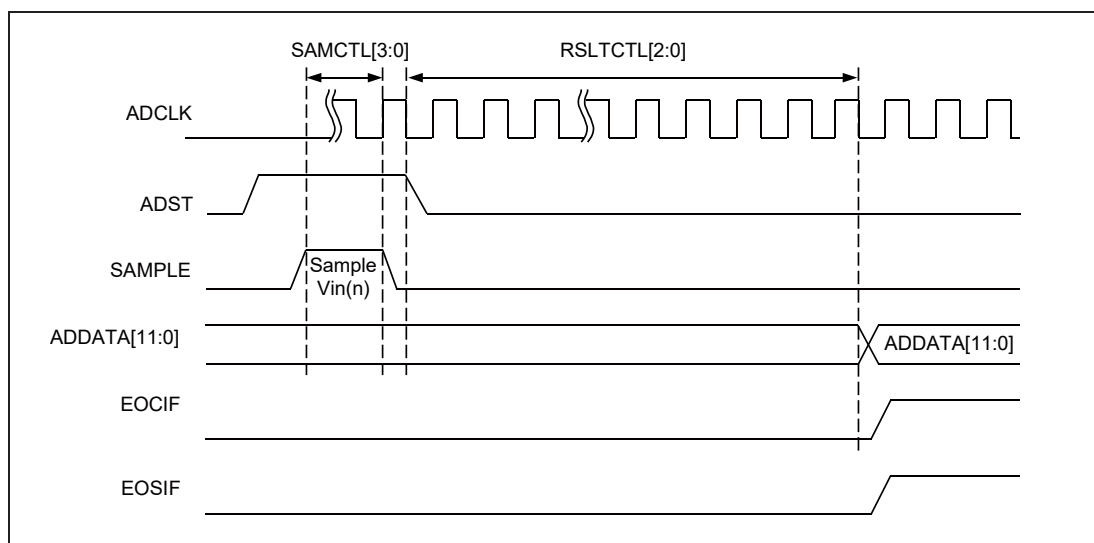 SAMCTL[3:0]
RSLTCTL[2:0]
ADCLK
ADST
SAMPLE
Sample
Vin(n)
ADDATA[11:0]
ADDATA[11:0]
EOCIF
EOSIF